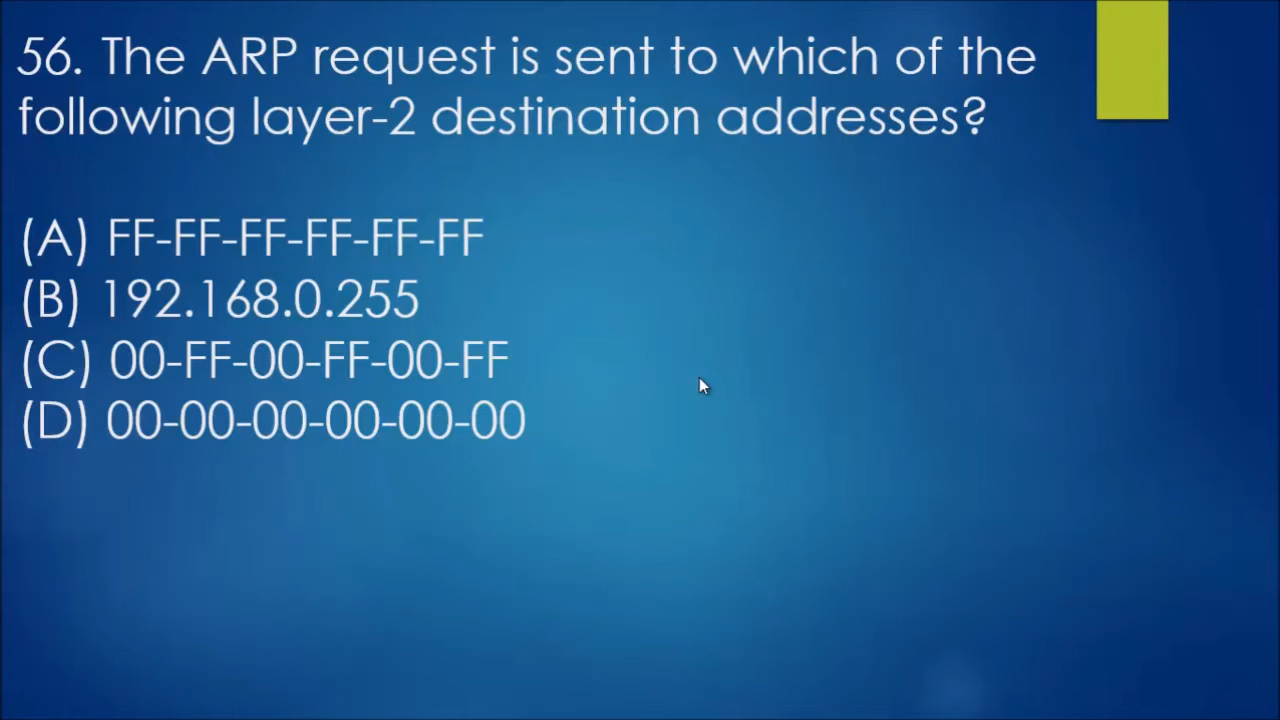 56. The ARP request is sent to which of the
following layer-2 destination addresses?
(A) FF-FF-FF-FF-FF-FF
(B) 192.168.0.255
(C) 00-FF-00-FF-00-FF
(D) 00-00-00-00-00-00